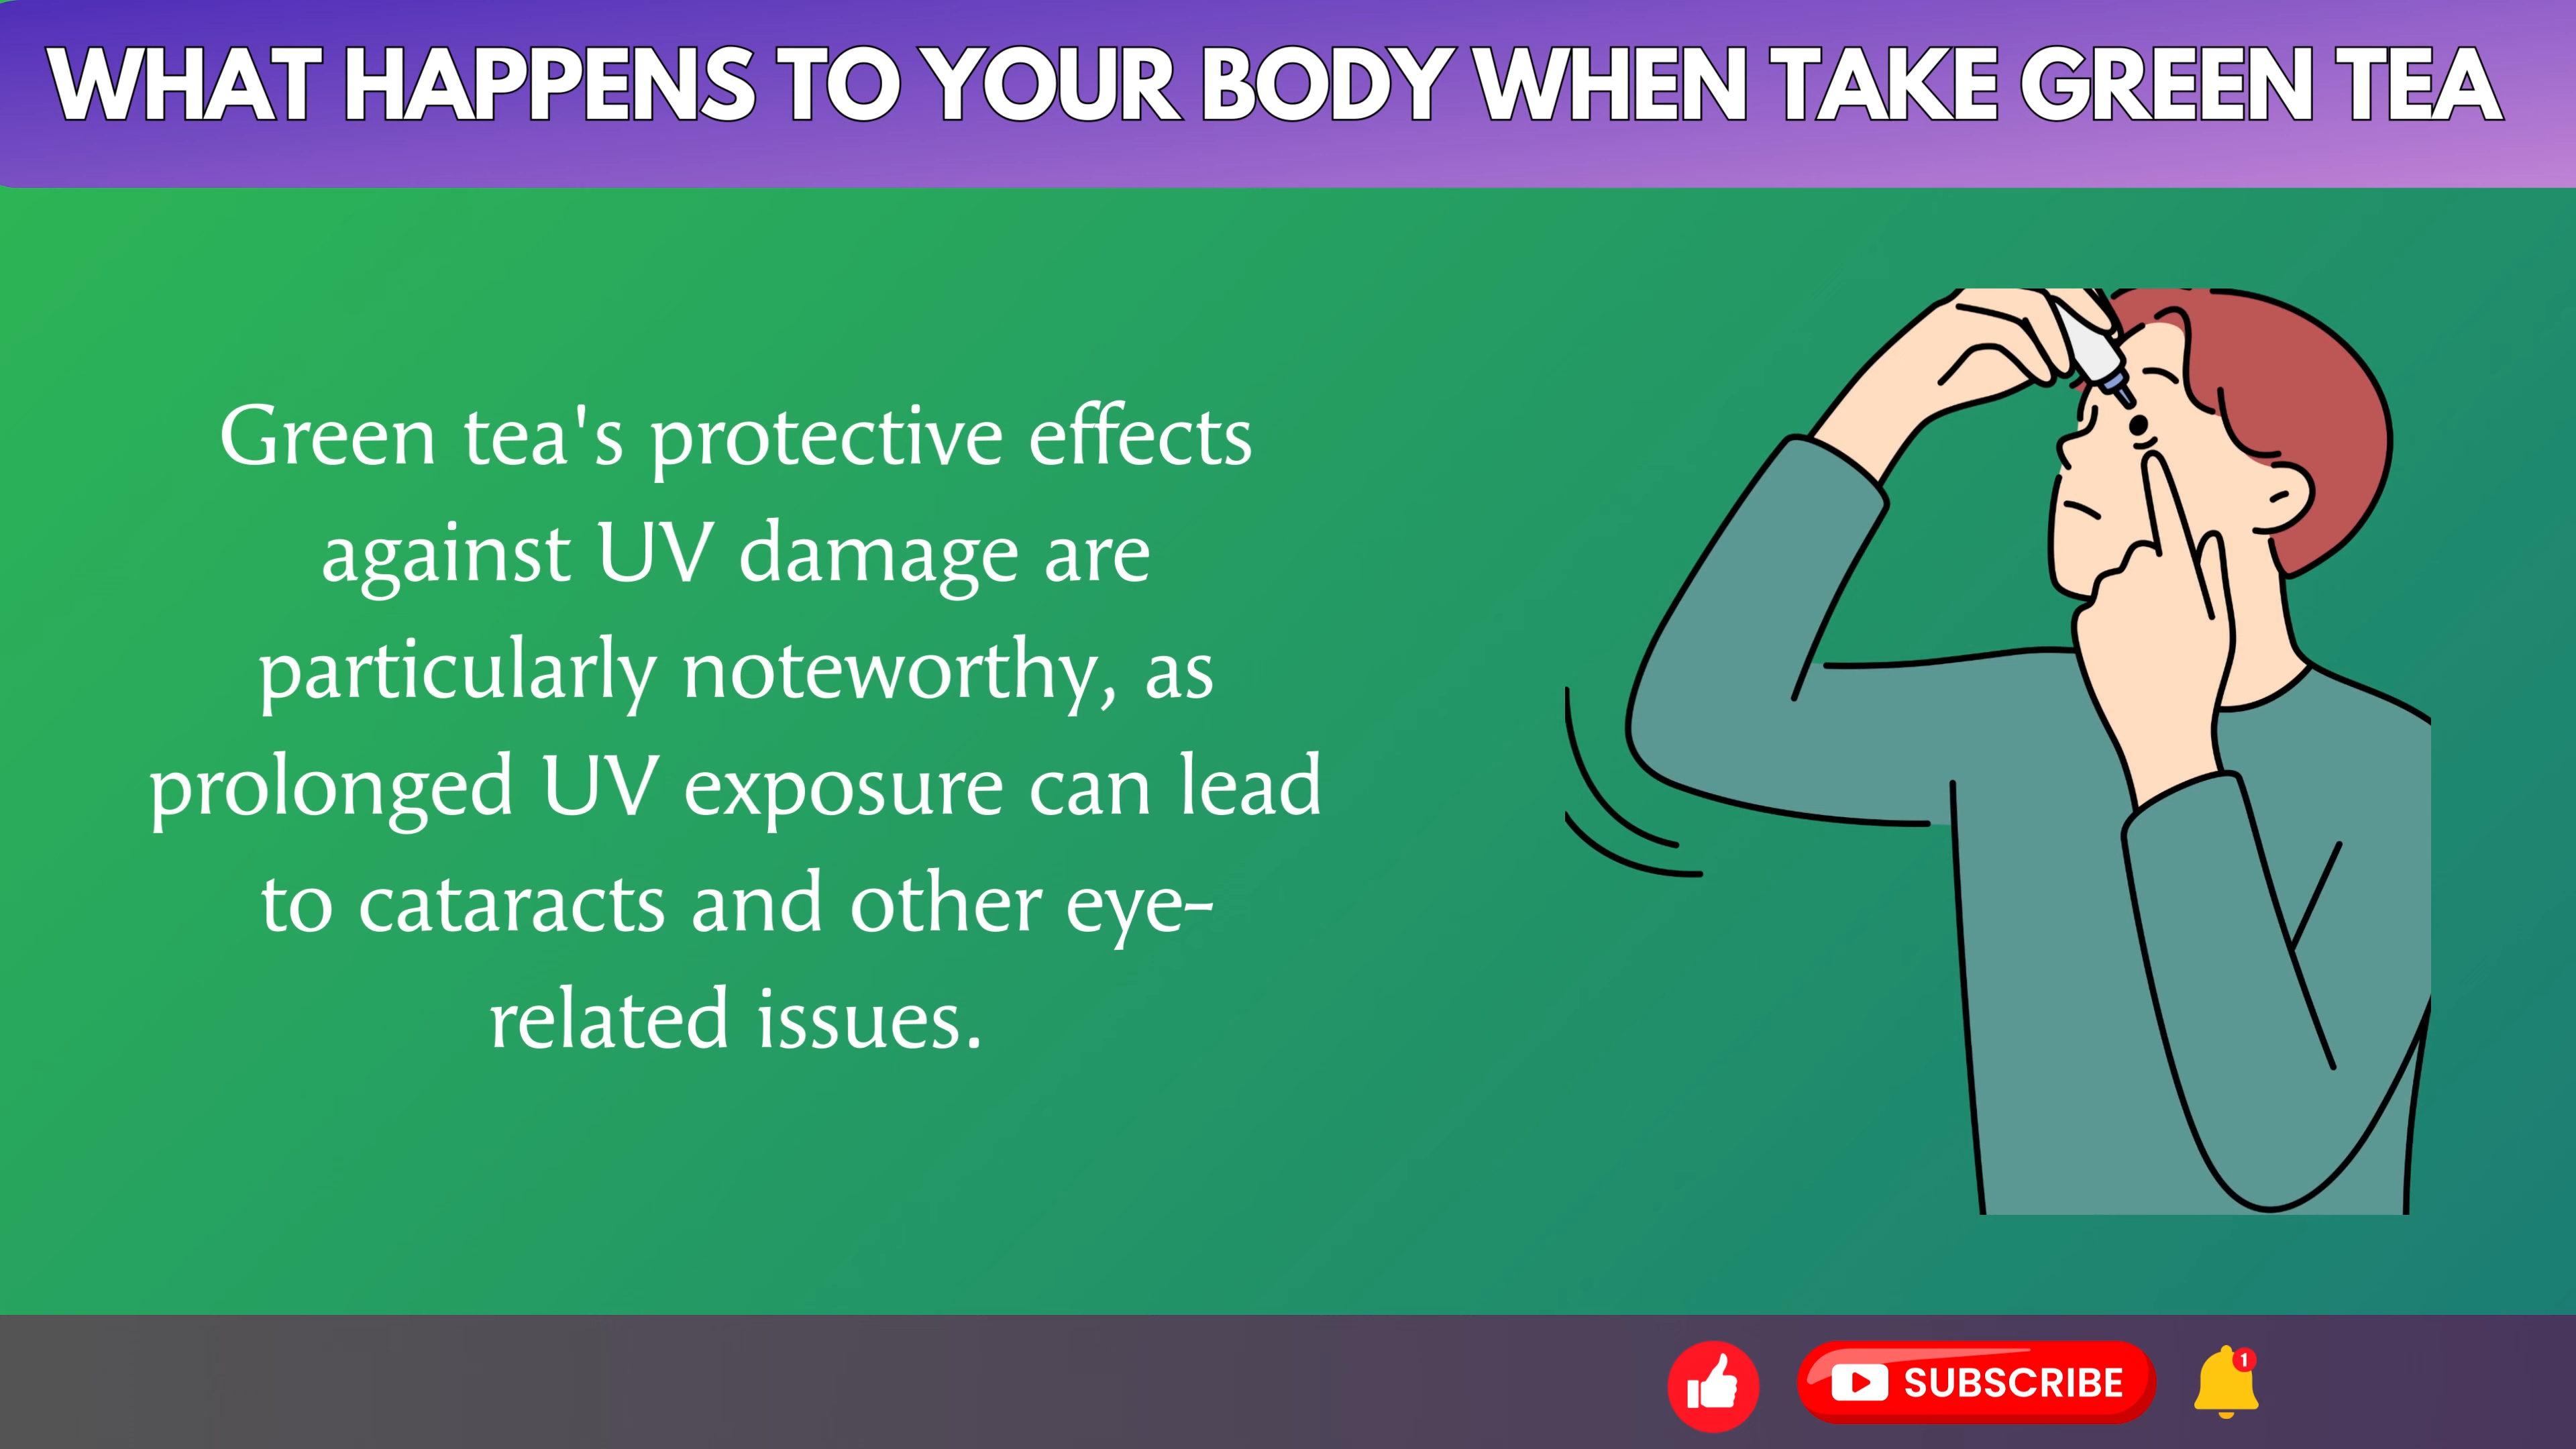 WHAT HAPPENS TO YOUR BODY WHEN TAKE GREEN TEA
Green tea's protective effects
against UV damage are
particularly noteworthy, as
prolonged UV exposure can lead
to cataracts and other eye-
related issues.
SUBSCRIBE
1